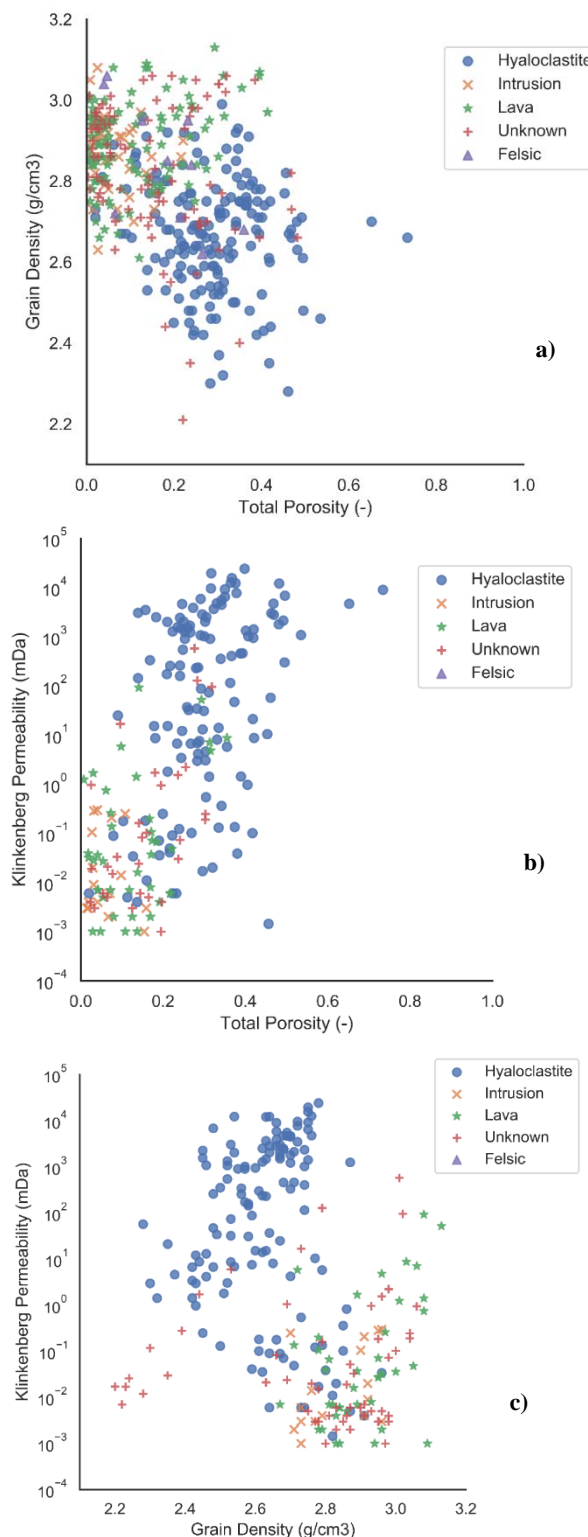 3.2
3.0
2.8
2.6
2.4
2.2
Grain Density (g/cm3)
Hyaloclastite
Intrusion
Lava
Unknown
Felsic
a)
0.0 0.2 0.4 0.6 0.8 1.0
Total Porosity (-)
10⁵
10⁴
10³
10²
10¹
10⁰
10⁻¹
10⁻²
10⁻³
10⁻⁴
Klinkenberg Permeability (mDa)
Hyaloclastite
Intrusion
Lava
Unknown
Felsic
b)
0.0 0.2 0.4 0.6 0.8 1.0
Total Porosity (-)
10⁵
10⁴
10³
10²
10¹
10⁰
10⁻¹
10⁻²
10⁻³
10⁻⁴
Klinkenberg Permeability (mDa)
Hyaloclastite
Intrusion
Lava
Unknown
Felsic
c)
2.2 2.4 2.6 2.8 3.0 3.2
Grain Density (g/cm3)